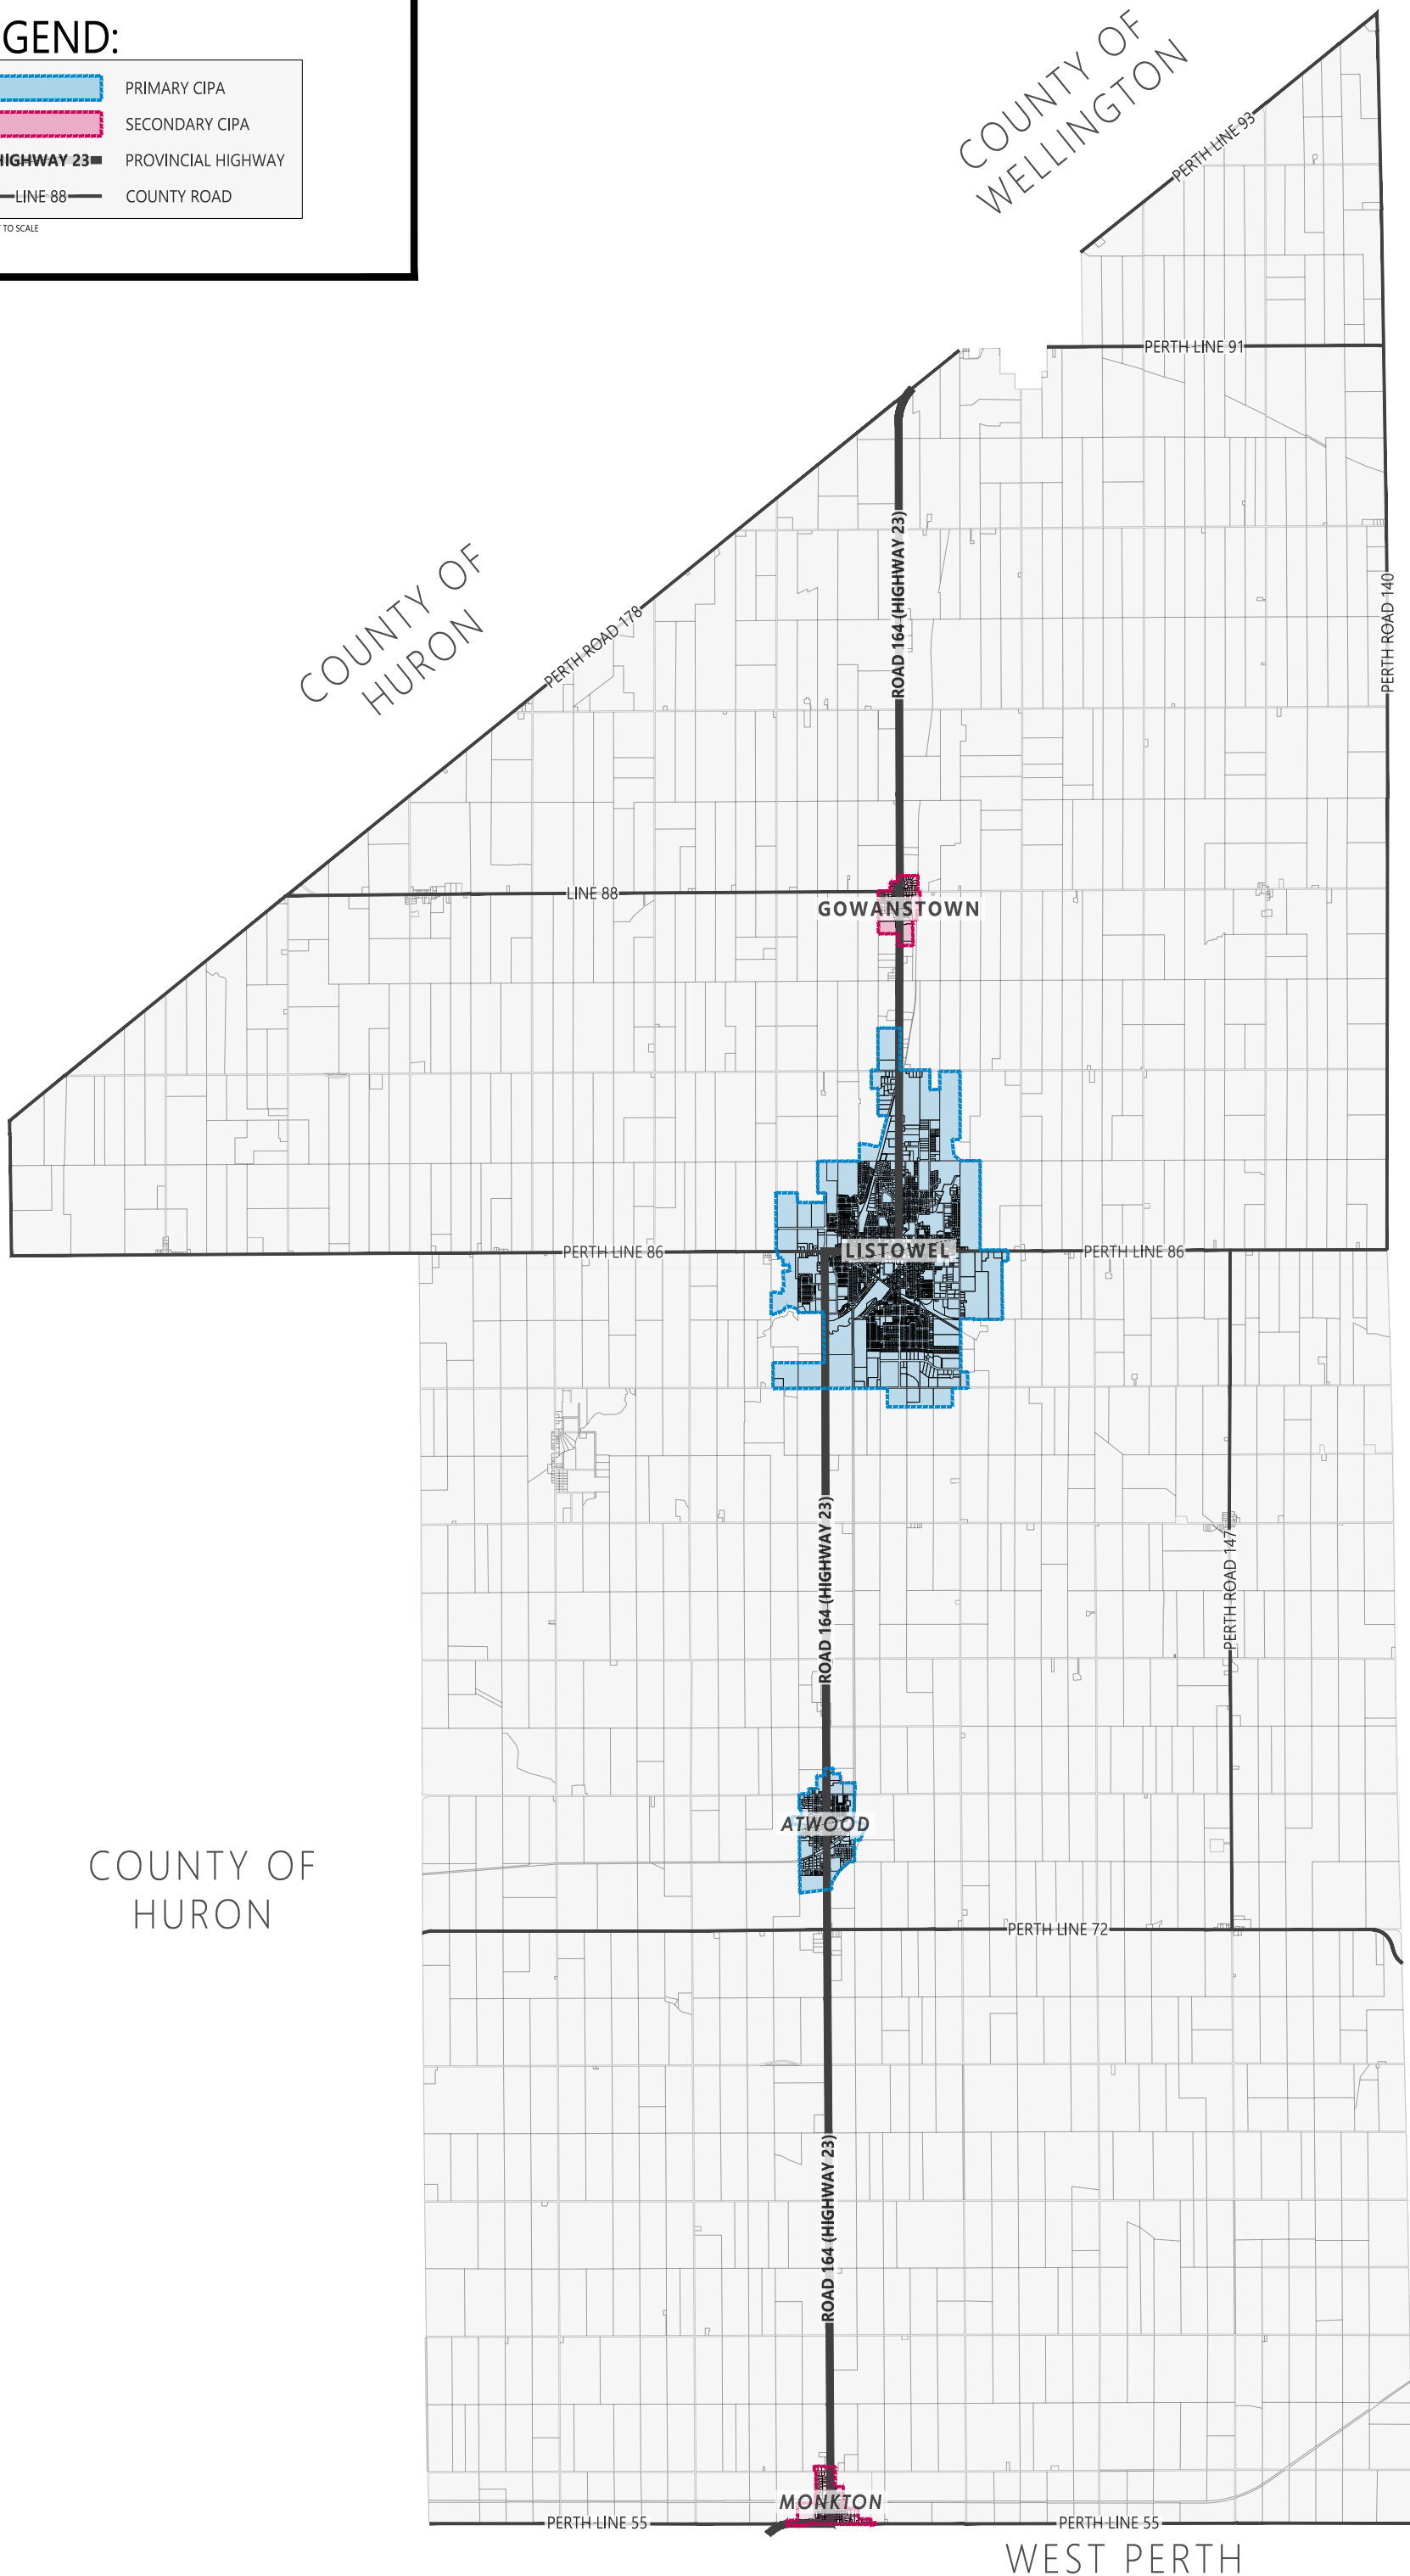 GEND:
PRIMARY CIPA
SECONDARY CIPA
HIGHWAY 23
PROVINCIAL HIGHWAY
LINE 88
COUNTY ROAD
TO SCALE
COUNTY OF
WELLINGTON
PERTH LINE 93
PERTH LINE 91
ROAD 164 (HIGHWAY 23)
PERTH ROAD 140
COUNTY OF
HURON
PERTH ROAD 178
LINE 88
GOWANSTOWN
PERTH LINE 86
LISTOWEL
PERTH LINE 86
ROAD 164 (HIGHWAY 23)
PERTH ROAD 147
ATWOOD
COUNTY OF
HURON
PERTH LINE 72
ROAD 164 (HIGHWAY 23)
MONKTON
PERTH LINE 55
PERTH LINE 55
WEST PERTH